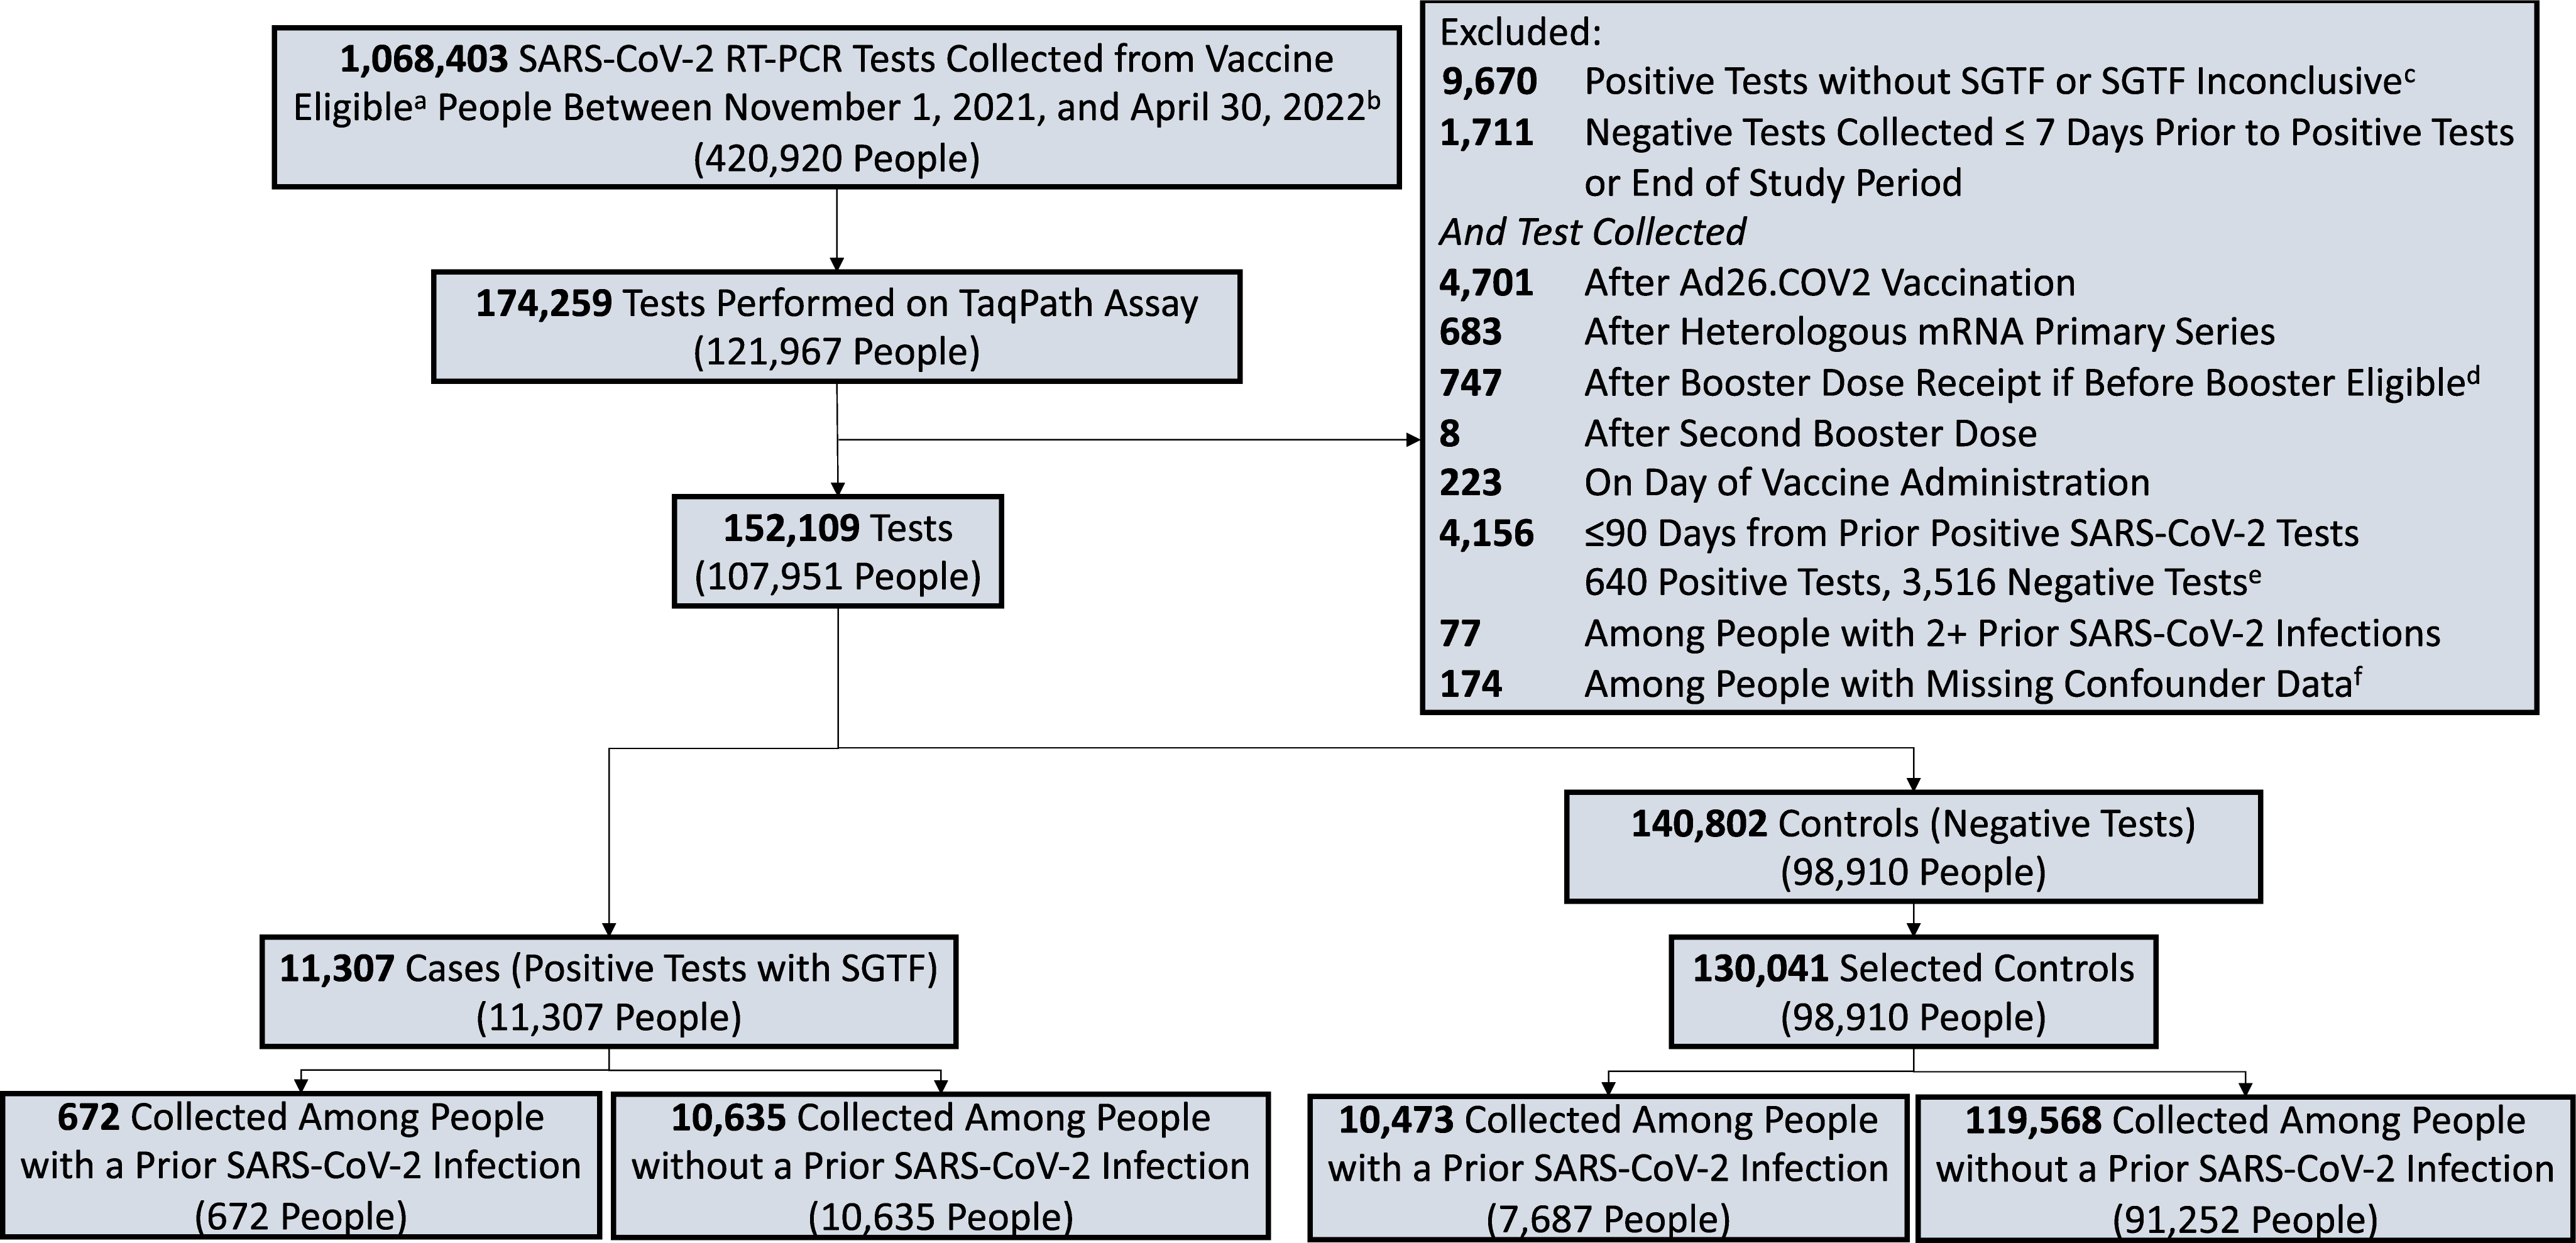 1,068,403 SARS-CoV-2 RT-PCR Tests Collected from Vaccine
Eligibleᵃ People Between November 1, 2021, and April 30, 2022ᵇ
(420,920 People)
174,259 Tests Performed on TaqPath Assay
(121,967 People)
Excluded:
9,670 Positive Tests without SGTF or SGTF Inconclusiveᶜ
1,711 Negative Tests Collected ≤ 7 Days Prior to Positive Tests
or End of Study Period
And Test Collected
4,701 After Ad26.COV2 Vaccination
683 After Heterologous mRNA Primary Series
747 After Booster Dose Receipt if Before Booster Eligibleᵈ
8 After Second Booster Dose
223 On Day of Vaccine Administration
4,156 ≤90 Days from Prior Positive SARS-CoV-2 Tests
640 Positive Tests, 3,516 Negative Testsᵉ
77 Among People with 2+ Prior SARS-CoV-2 Infections
174 Among People with Missing Confounder Dataᶠ
152,109 Tests
(107,951 People)
140,802 Controls (Negative Tests)
(98,910 People)
11,307 Cases (Positive Tests with SGTF)
(11,307 People)
130,041 Selected Controls
(98,910 People)
672 Collected Among People
with a Prior SARS-CoV-2 Infection
(672 People)
10,635 Collected Among People
without a Prior SARS-CoV-2 Infection
(10,635 People)
10,473 Collected Among People
with a Prior SARS-CoV-2 Infection
(7,687 People)
119,568 Collected Among People
without a Prior SARS-CoV-2 Infection
(91,252 People)